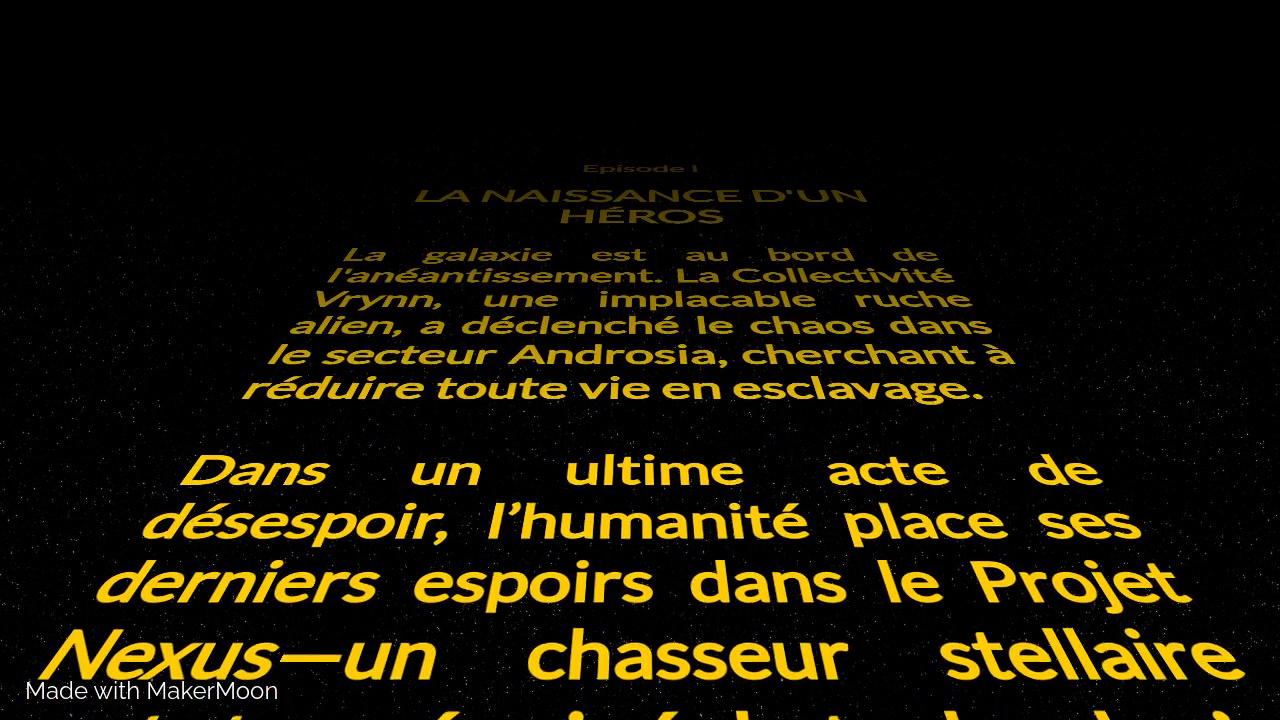 Episode I
LA NAISSANCE D'UN
HÉROS
La galaxie est au bord de
l'anéantissement. La Collectivité
Vrynn, une implacable ruche
alien, a déclenché le chaos dans
le secteur Androsia, cherchant à
réduire toute vie en esclavage.
Dans un ultime acte de
désespoir, l’humanité place ses
derniers espoirs dans le Projet
Nexus—un chasseur stellaire
Made with MakerMoon